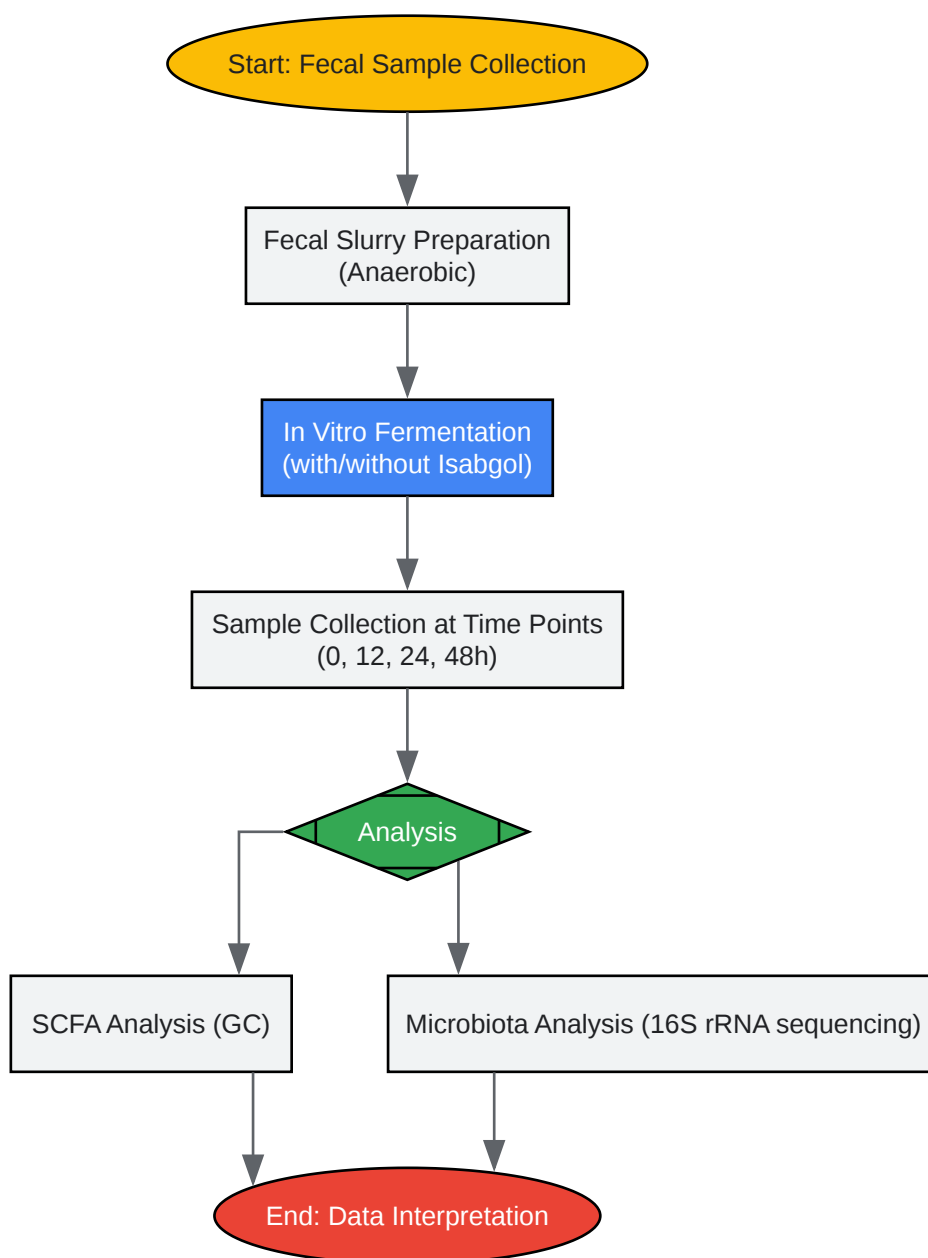 Start: Fecal Sample Collection
Fecal Slurry Preparation
(Anaerobic)
In Vitro Fermentation
(with/without Isabgol)
Sample Collection at Time Points
(0, 12, 24, 48h)
Analysis
SCFA Analysis (GC)
Microbiota Analysis (16S rRNA sequencing)
End: Data Interpretation